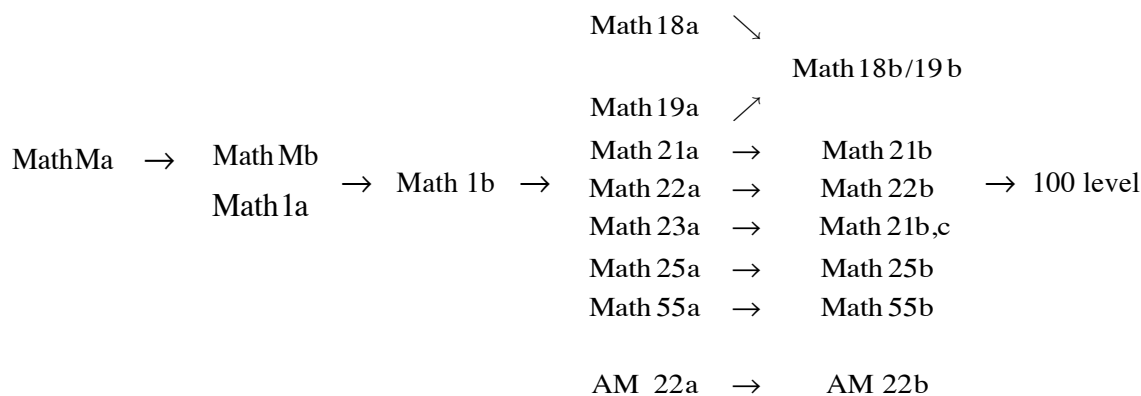 Math 18a ↘
Math 18b/19 b
Math 19a ↗
Math Ma → Math Mb
Math 1a → Math 1b →
Math 21a → Math 21b
Math 22a → Math 22b → 100 level
Math 23a → Math 21b,c
Math 25a → Math 25b
Math 55a → Math 55b
AM 22a → AM 22b